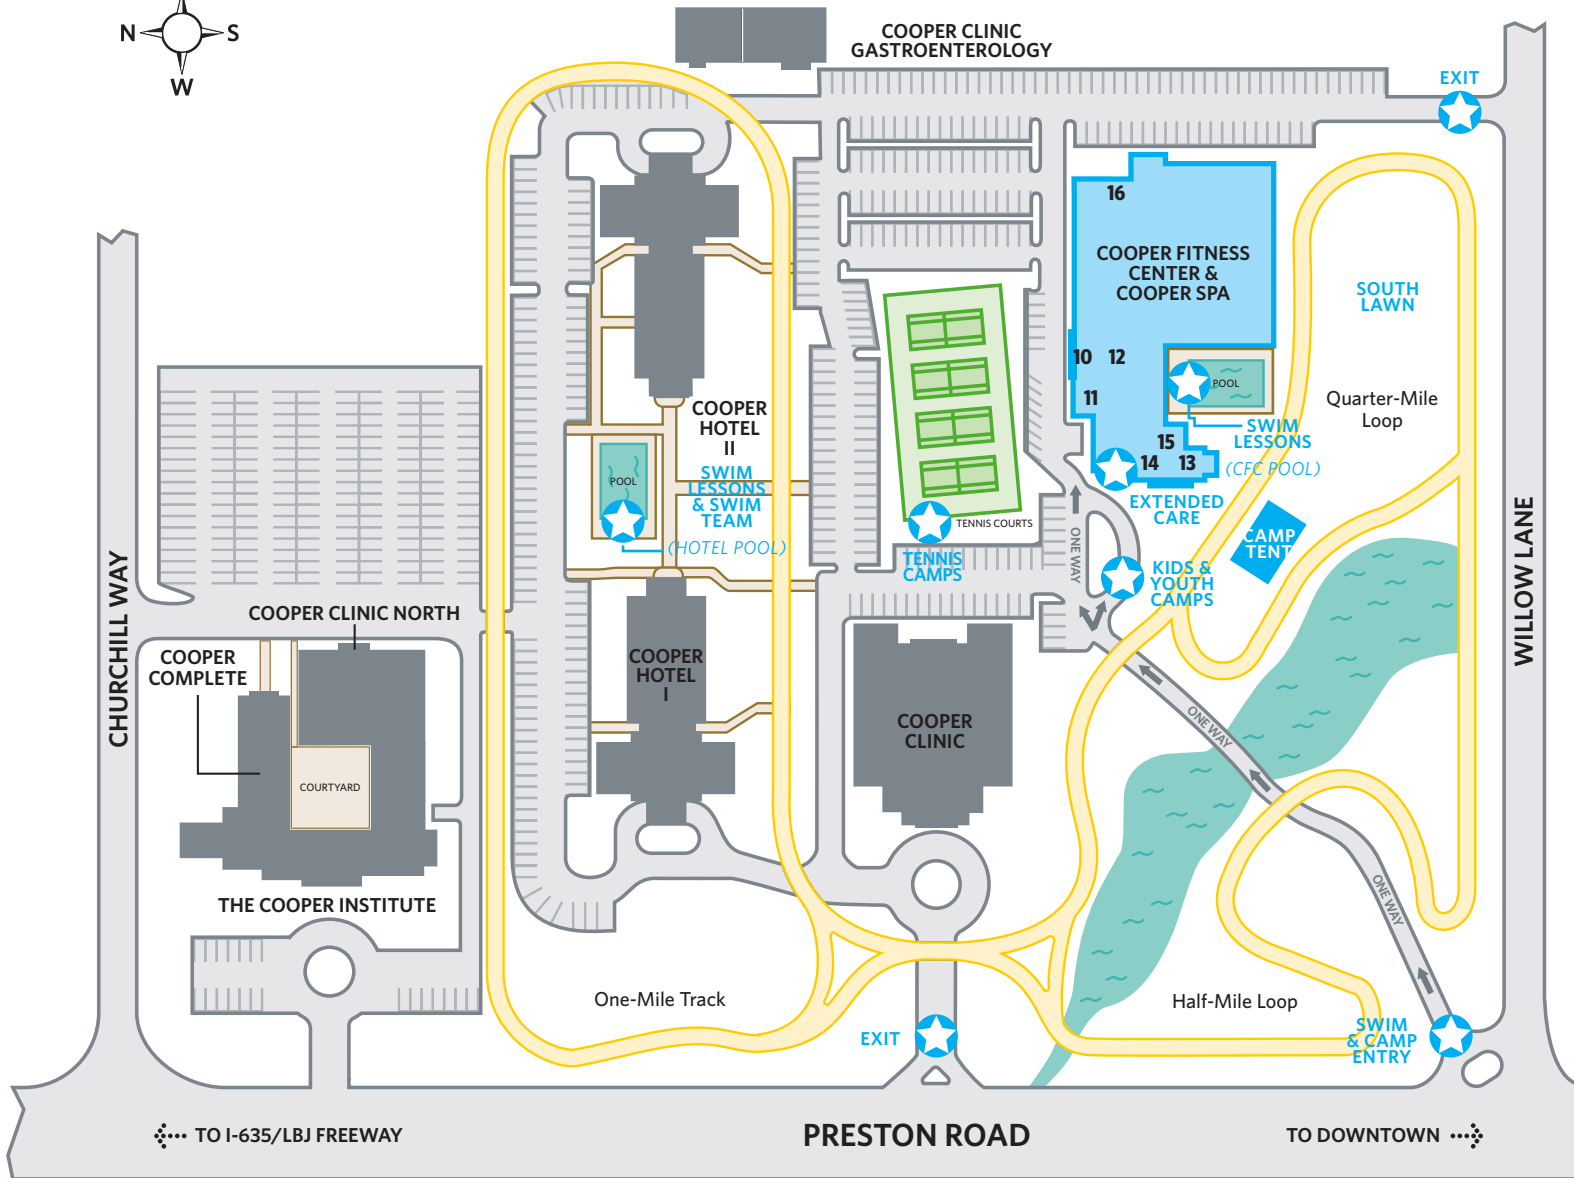 N
S
W
COOPER CLINIC
GASTROENTEROLOGY
EXIT
16
COOPER FITNESS
CENTER &
COOPER SPA
SOUTH
LAWN
10
12
11
POOL
Quarter-Mile
Loop
COOPER
HOTEL
II
SWIM
LESSONS
(CFC POOL)
15
14
13
SWIM
LESSONS
& SWIM
TEAM
(HOTEL POOL)
POOL
EXTENDED
CARE
TENNIS COURTS
TENNIS
CAMPS
ONE WAY
CAMP
TENT
KIDS &
YOUTH
CAMPS
CHURCHILL WAY
WILLOW LANE
COOPER CLINIC NORTH
COOPER
COMPLETE
COOPER
HOTEL
I
COOPER
CLINIC
ONE WAY
COURTYARD
THE COOPER INSTITUTE
ONE WAY
One-Mile Track
Half-Mile Loop
EXIT
SWIM
& CAMP
ENTRY
TO I-635/LBJ FREEWAY
PRESTON ROAD
TO DOWNTOWN